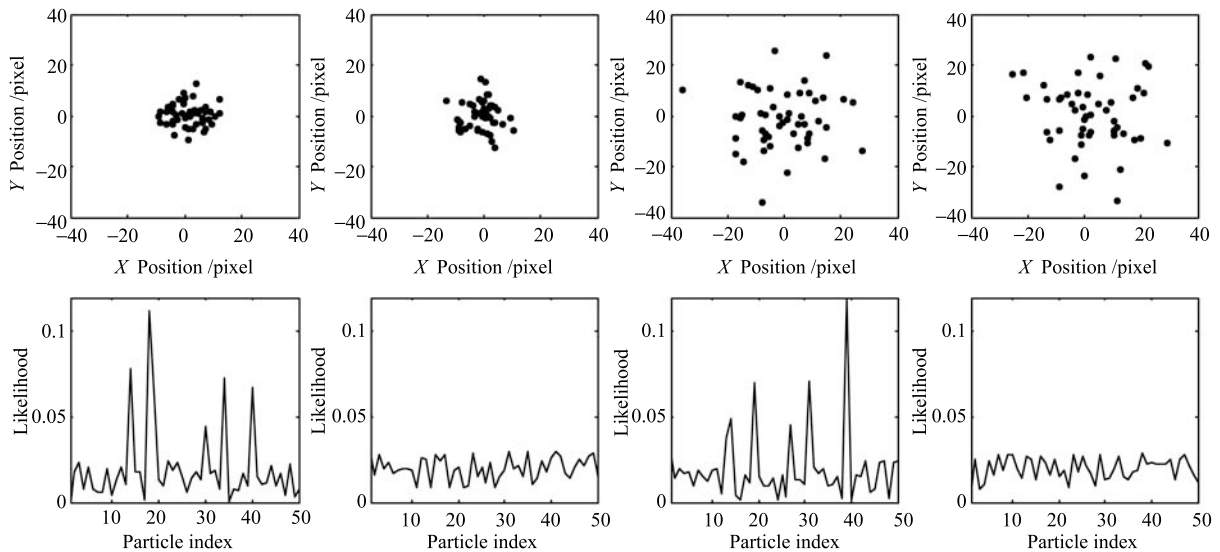 40 40 40 40
20 20 20 20
0 0 0 0
−20 −20 −20 −20
−40 −40 −40 −40
Y Position /pixel Y Position /pixel Y Position /pixel Y Position /pixel
−40 −20 0 20 40 −40 −20 0 20 40 −40 −20 0 20 40 −40 −20 0 20 40
X Position /pixel X Position /pixel X Position /pixel X Position /pixel
0.1 0.1 0.1 0.1
0.05 0.05 0.05 0.05
0 0 0 0
Likelihood Likelihood Likelihood Likelihood
10 20 30 40 50 10 20 30 40 50 10 20 30 40 50 10 20 30 40 50
Particle index Particle index Particle index Particle index